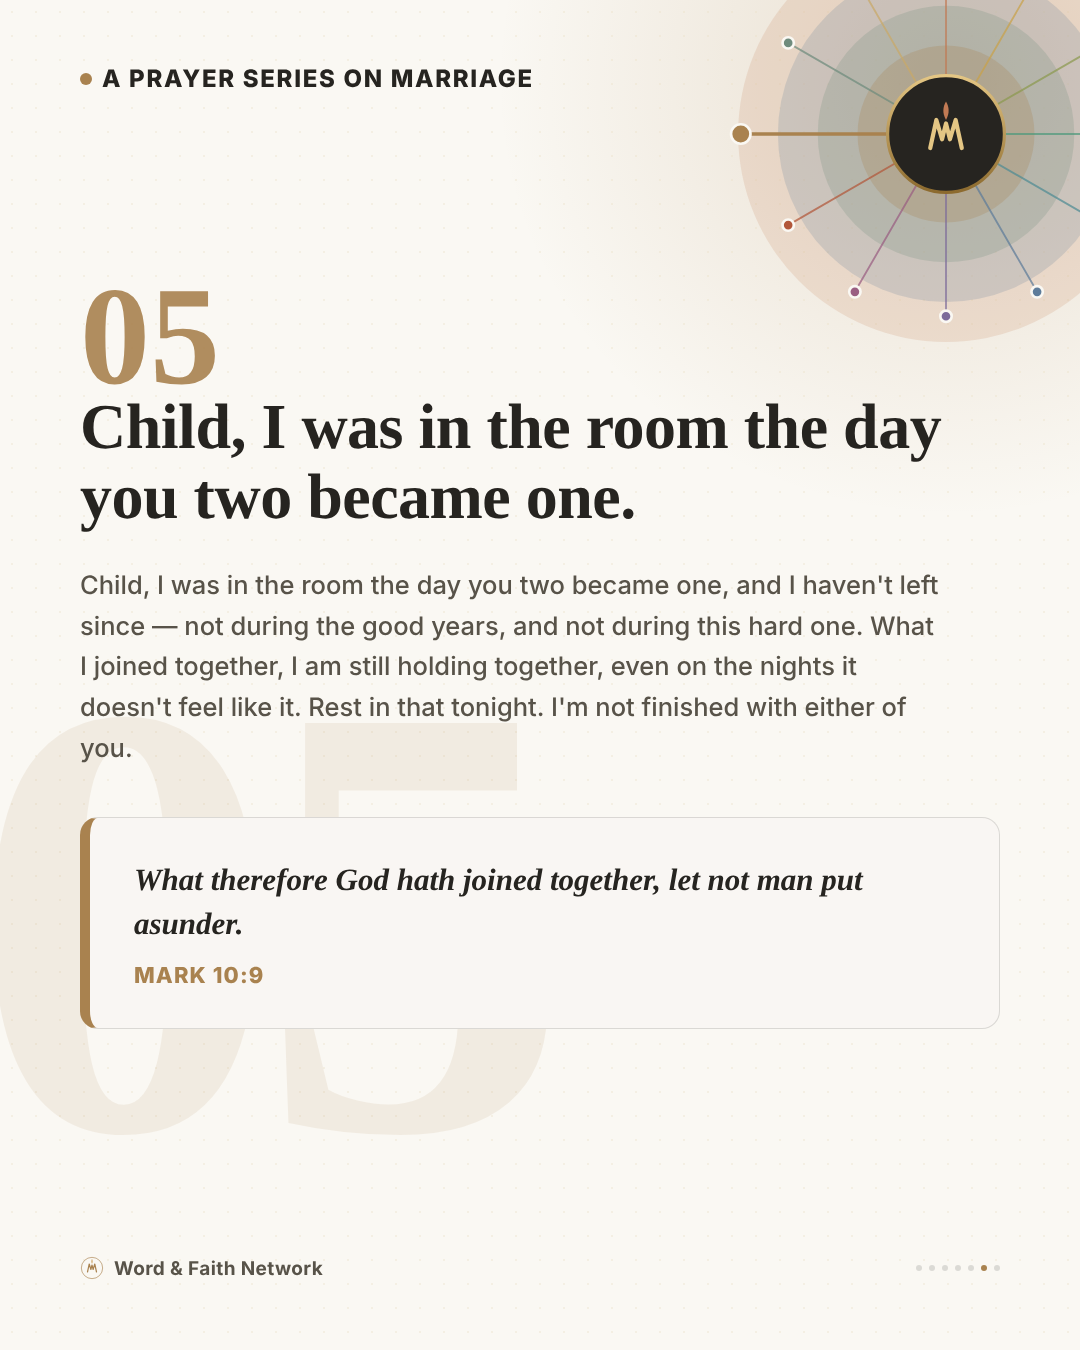 A PRAYER SERIES ON MARRIAGE
05
Child, I was in the room the day
you two became one.
Child, I was in the room the day you two became one, and I haven't left
since — not during the good years, and not during this hard one. What
I joined together, I am still holding together, even on the nights it
doesn't feel like it. Rest in that tonight. I'm not finished with either of
you.
05
What therefore God hath joined together, let not man put
asunder.
MARK 10:9
Word & Faith Network